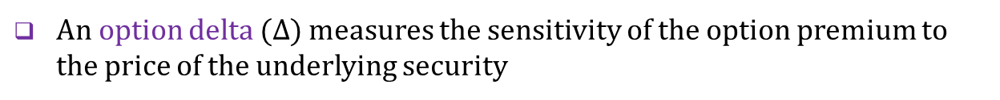 ❑ An option delta (Δ) measures the sensitivity of the option premium to
the price of the underlying security